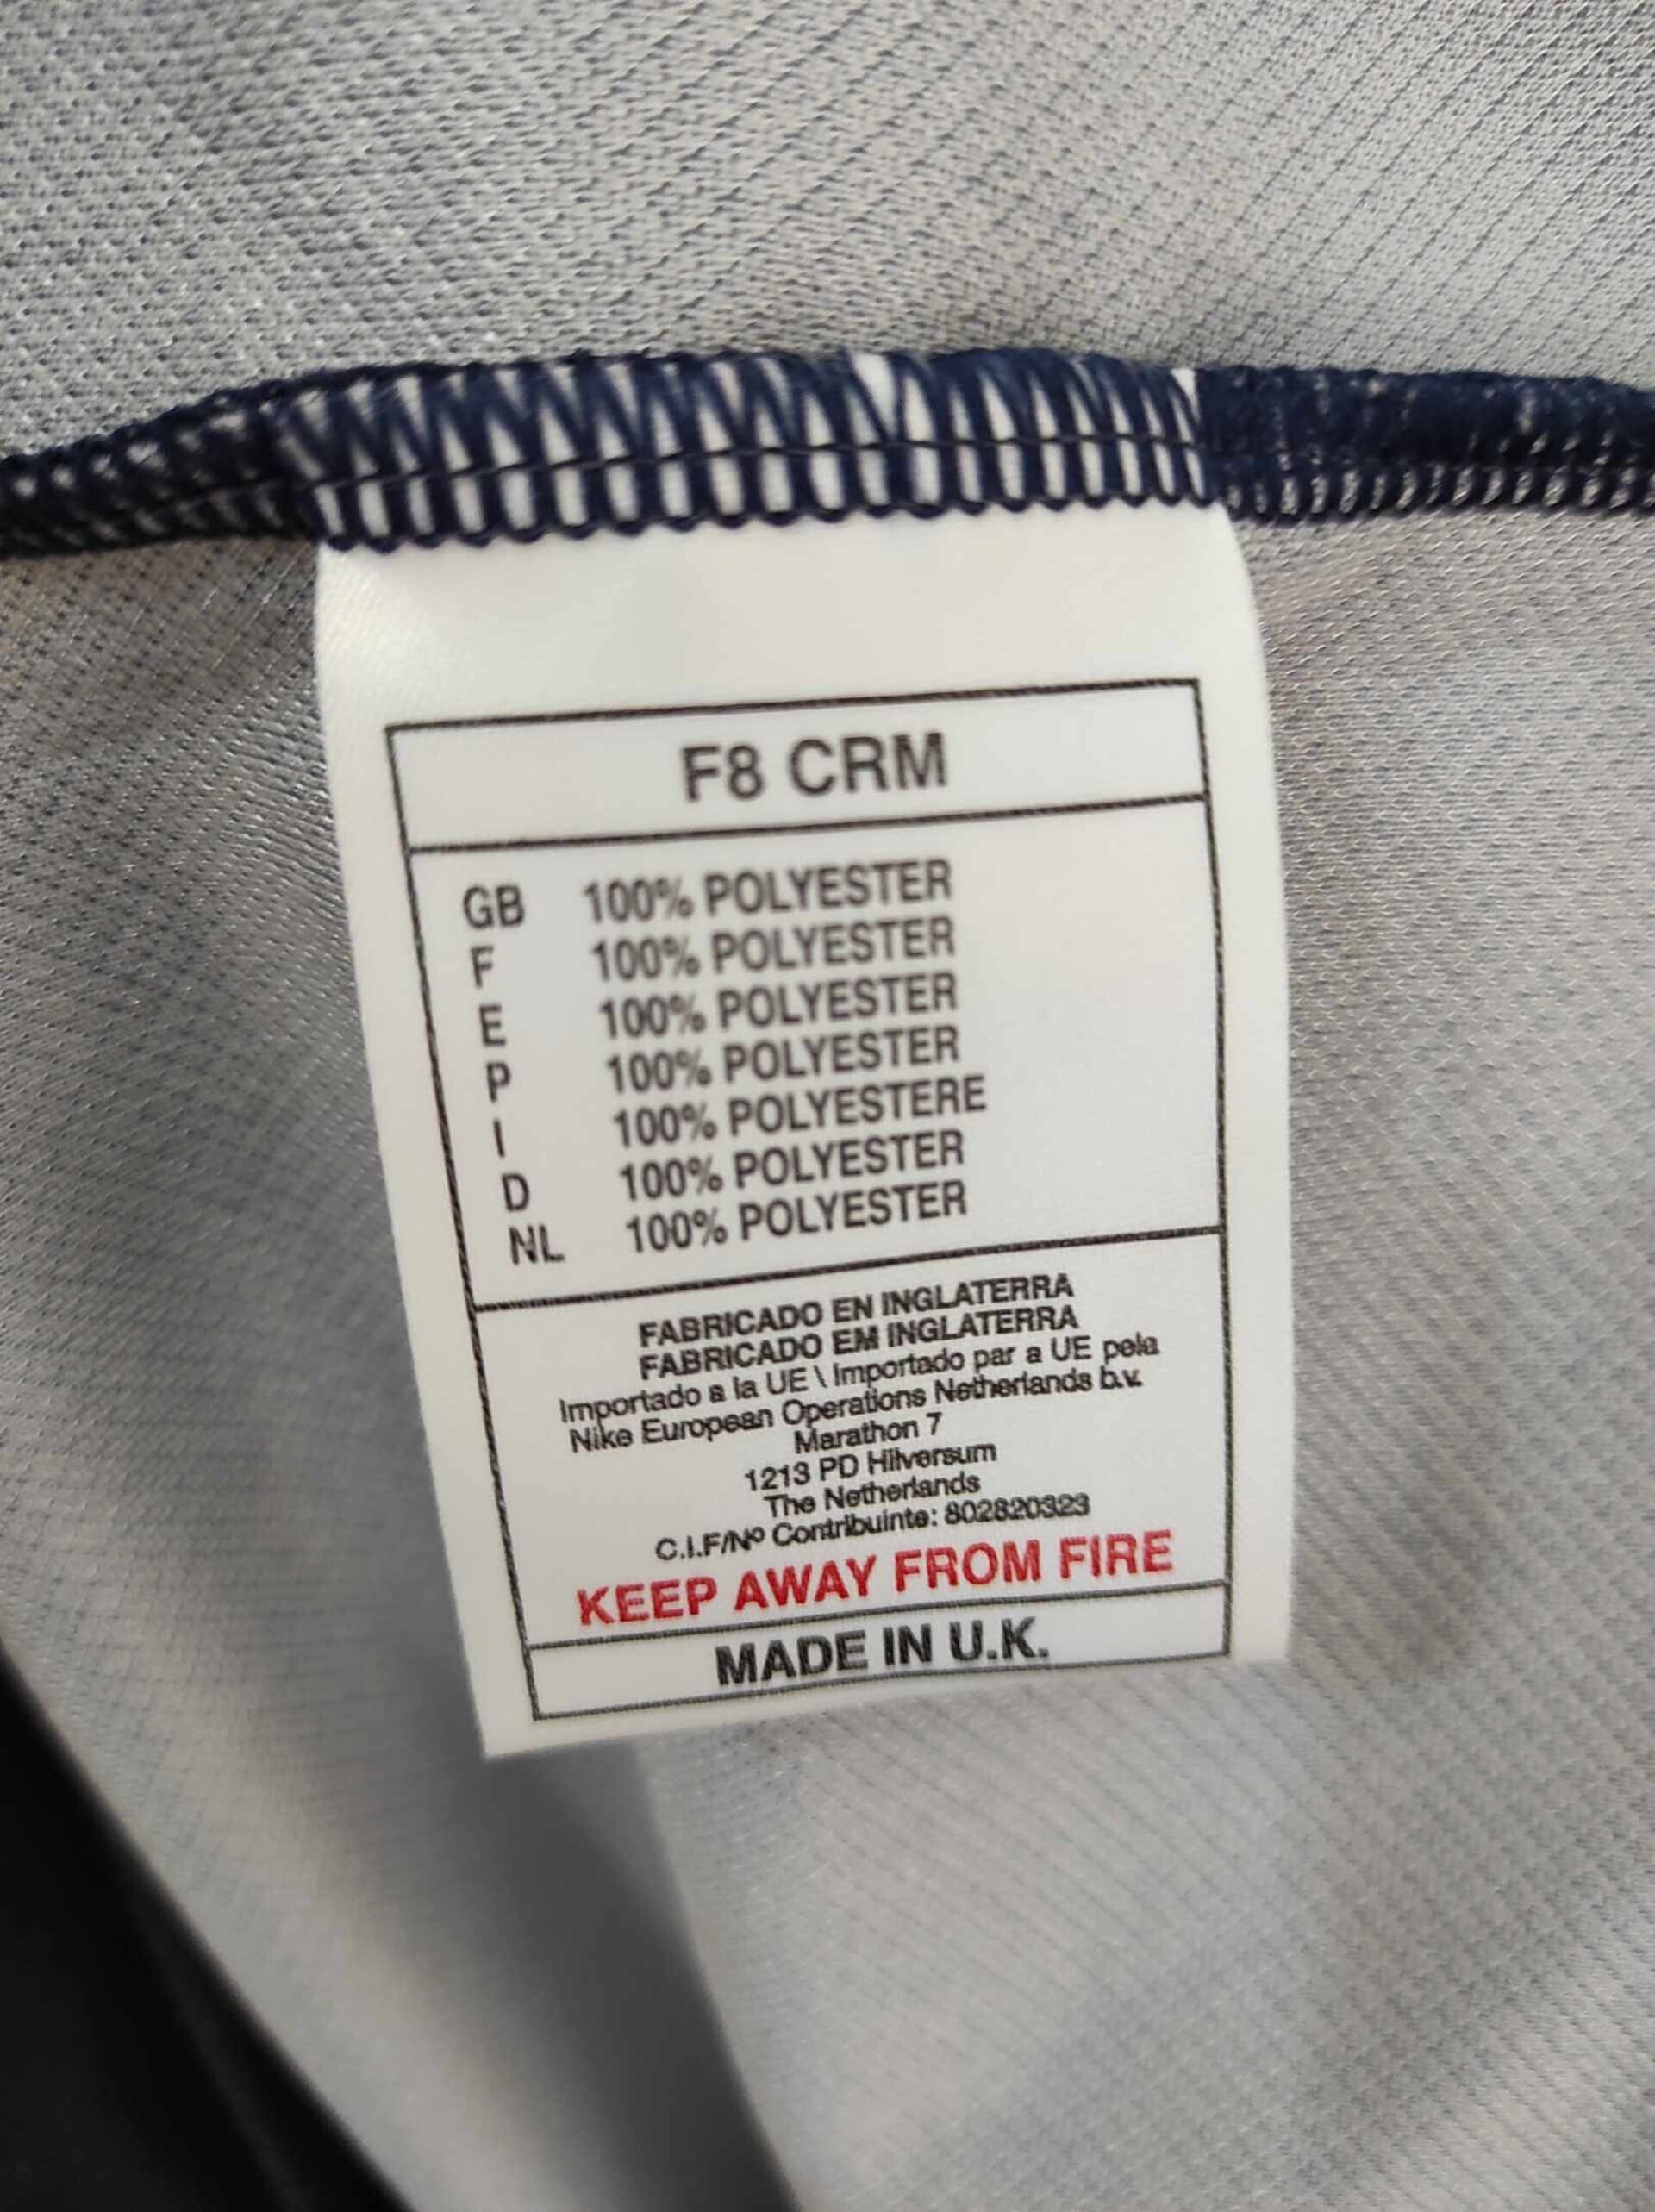 F8 CRM
GB 100% POLYESTER
F 100% POLYESTER
E 100% POLYESTER
P 100% POLYESTER
I 100% POLYESTERE
D 100% POLYESTER
NL 100% POLYESTER
FABRICADO EN INGLATERRA
FABRICADO EM INGLATERRA
Importado a la UE \ Importado par a UE pela
Nike European Operations Netherlands b.v.
Marathon 7
1213 PD Hilversum
The Netherlands
C.I.F/Nº Contribuinte: 802820323
KEEP AWAY FROM FIRE
MADE IN U.K.